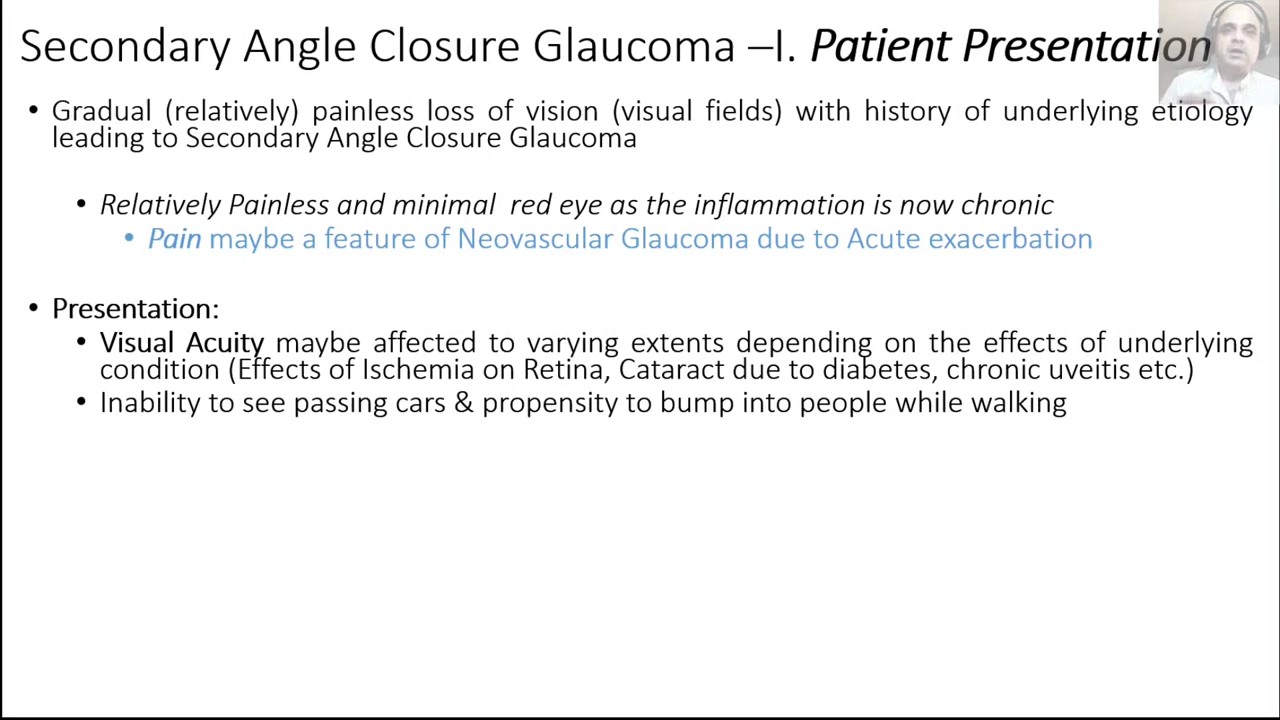 Secondary Angle Closure Glaucoma –I. Patient Presentation
• Gradual (relatively) painless loss of vision (visual fields) with history of underlying etiology
leading to Secondary Angle Closure Glaucoma
• Relatively Painless and minimal red eye as the inflammation is now chronic
• Pain maybe a feature of Neovascular Glaucoma due to Acute exacerbation
• Presentation:
• Visual Acuity maybe affected to varying extents depending on the effects of underlying
condition (Effects of Ischemia on Retina, Cataract due to diabetes, chronic uveitis etc.)
• Inability to see passing cars & propensity to bump into people while walking